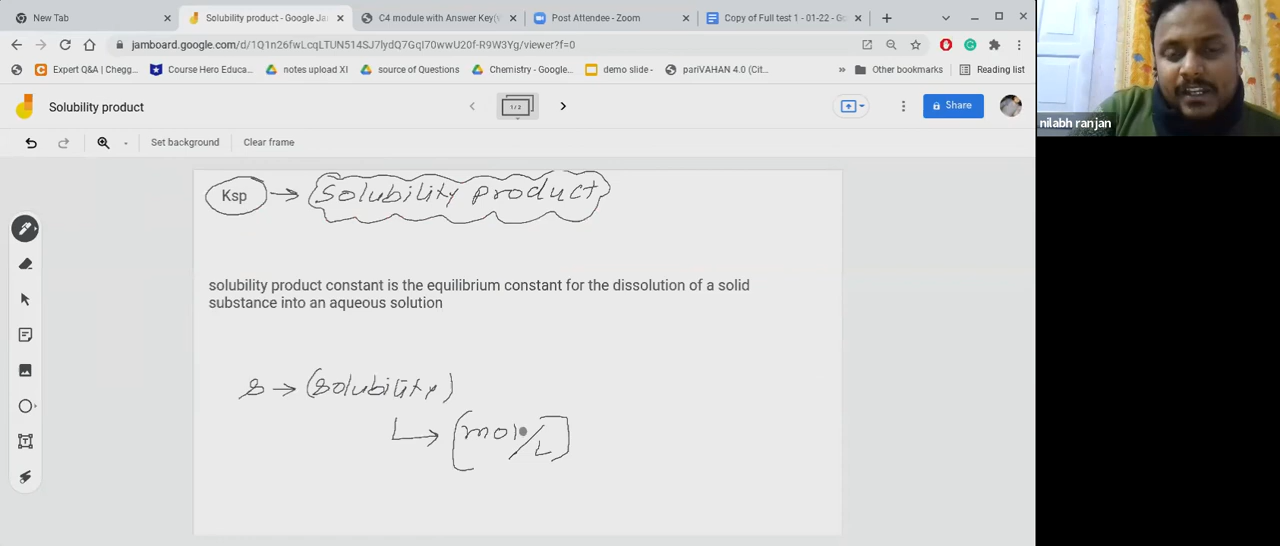 New Tab
Solubility product - Google Ja
C4 module with Answer Key(
Post Attendee - Zoom
Copy of Full test 1 - 01-22 - Go
jamboard.google.com/d/1Q1n26fwLcqLTUN514SJ7lydQ7GqI70wwU20f-R9W3Yg/viewer?f=0
Expert Q&A | Chegg...
Course Hero Educa...
notes upload XI
source of Questions
Chemistry - Google...
demo slide -
pariVAHAN 4.0 (Cit...
»
Other bookmarks
Reading list
Solubility product
1/2
Share
nilabh ranjan
Set background
Clear frame
Ksp → Solubility product
solubility product constant is the equilibrium constant for the dissolution of a solid
substance into an aqueous solution
s → (solubility)
→ [mol/L]